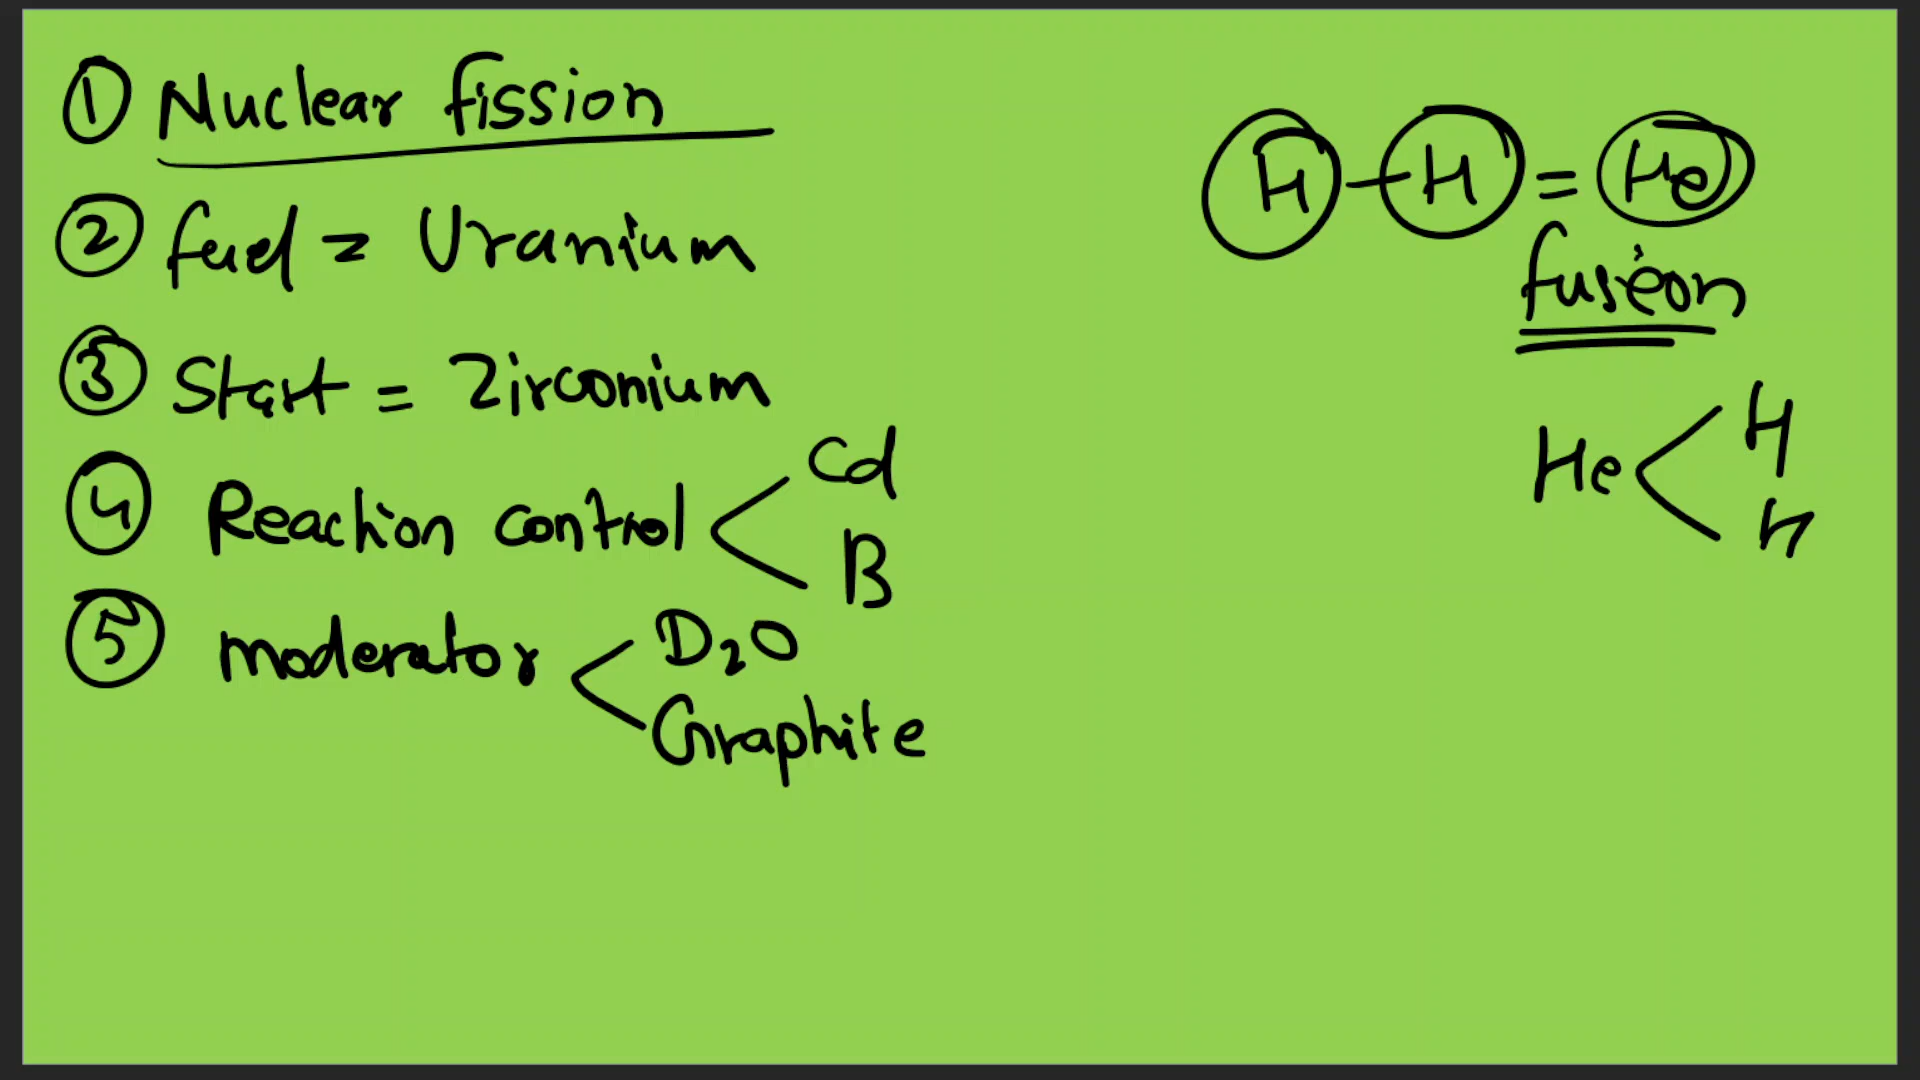 ① Nuclear fission
② fuel = Uranium
③ Start = Zirconium
④ Reaction control < Cd
B
⑤ moderator < D₂O
Graphite
H - H = He
fusion
He < H
H